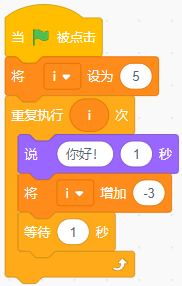 当 被点击
将 i 设为 5
重复执行 i 次
说 你好! 1 秒
将 i 增加 -3
等待 1 秒